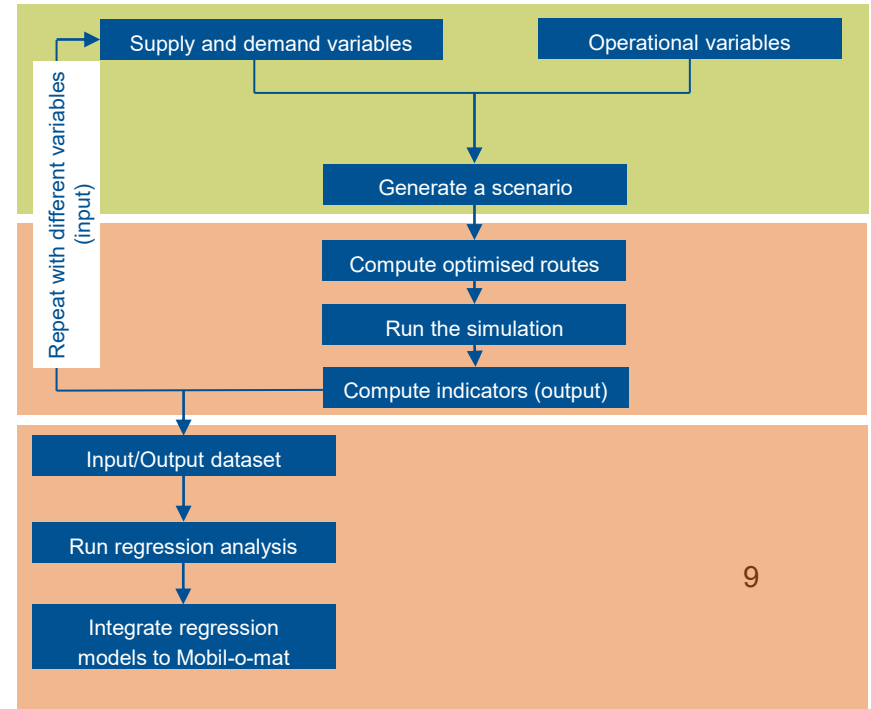 Supply and demand variables
Operational variables
Repeat with different variables
(input)
Generate a scenario
Compute optimised routes
Run the simulation
Compute indicators (output)
Input/Output dataset
Run regression analysis
9
Integrate regression
models to Mobil-o-mat